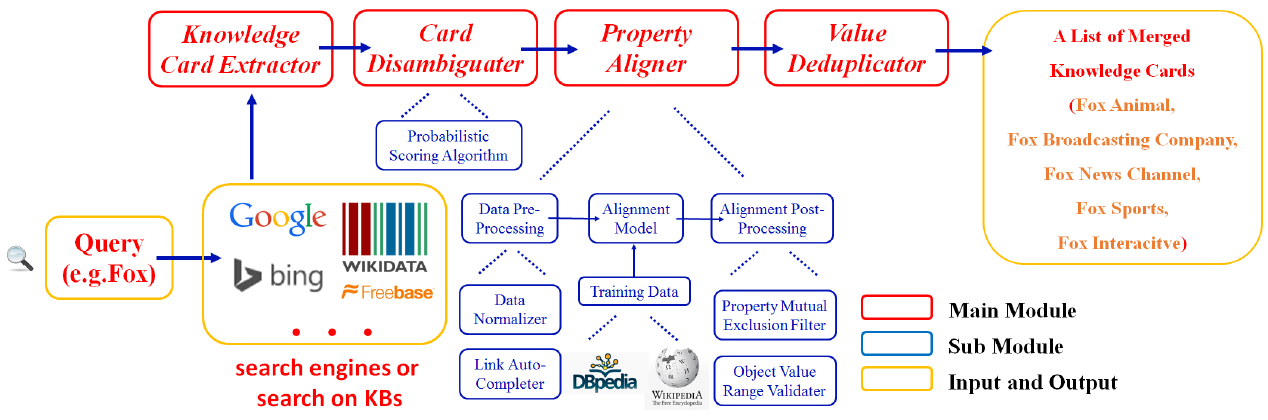 Knowledge
Card Extractor
Card
Disambiguater
Property
Aligner
Value
Deduplicator
A List of Merged
Knowledge Cards
(Fox Animal,
Fox Broadcasting Company,
Fox News Channel,
Fox Sports,
Fox Interacitve)
Probabilistic
Scoring Algorithm
Query
(e.g.Fox)
Google
WIKIDATA
bing
Freebase
• • •
search engines or
search on KBs
Data Pre-
Processing
Alignment
Model
Alignment Post-
Processing
Training Data
Data
Normalizer
Link Auto-
Completer
DBpedia
WIKIPEDIA
The Free Encyclopedia
Property Mutual
Exclusion Filter
Object Value
Range Validater
Main Module
Sub Module
Input and Output